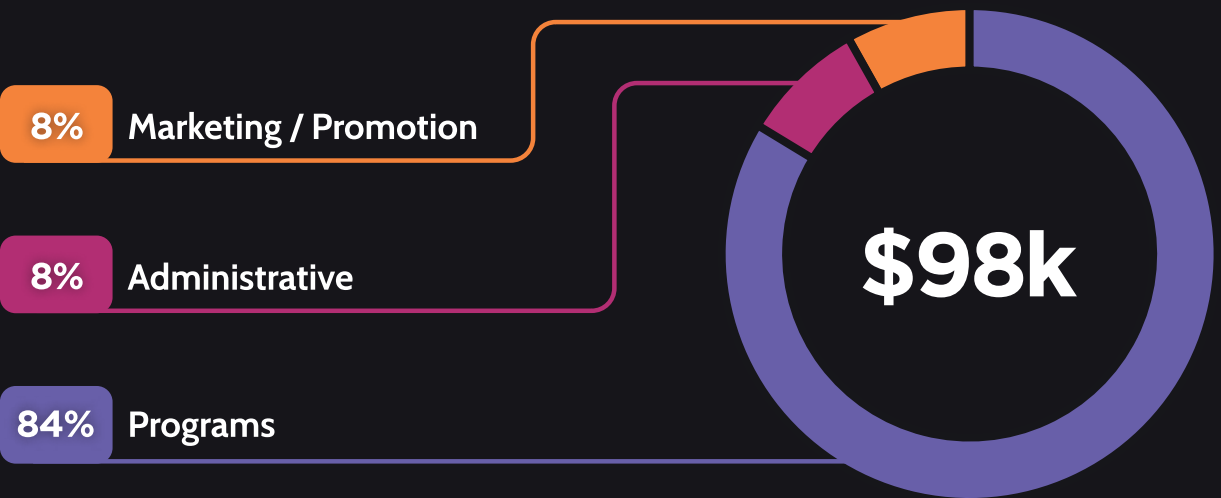 8% Marketing / Promotion
8% Administrative
84% Programs
$98k